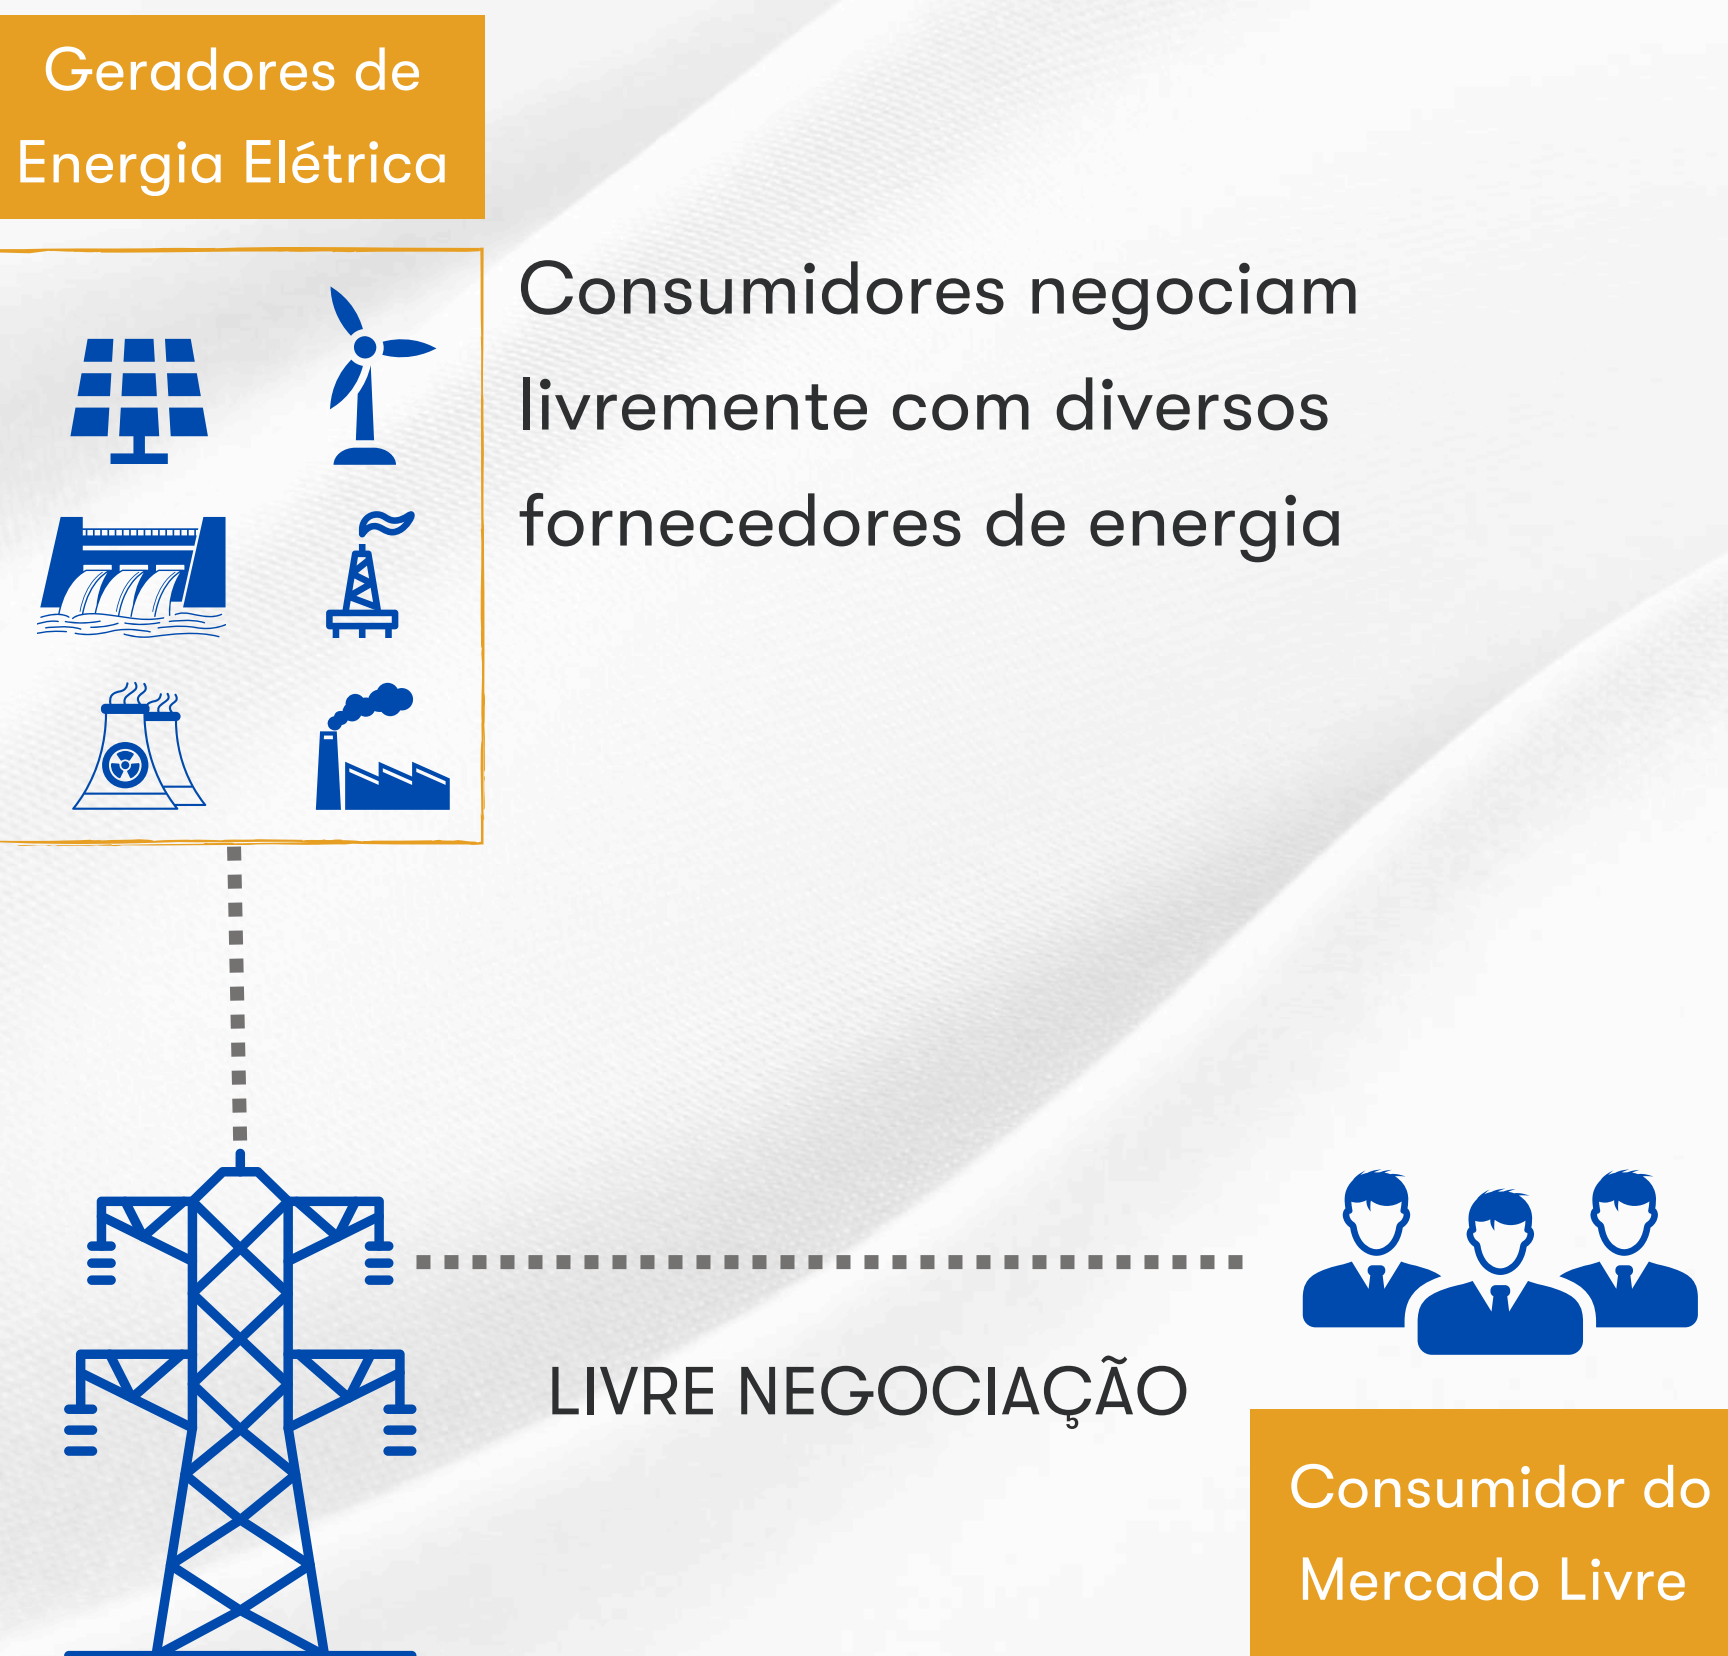 Geradores de
Energia Elétrica
Consumidores negociam
livremente com diversos
fornecedores de energia
LIVRE NEGOCIAÇÃO
Consumidor do
Mercado Livre